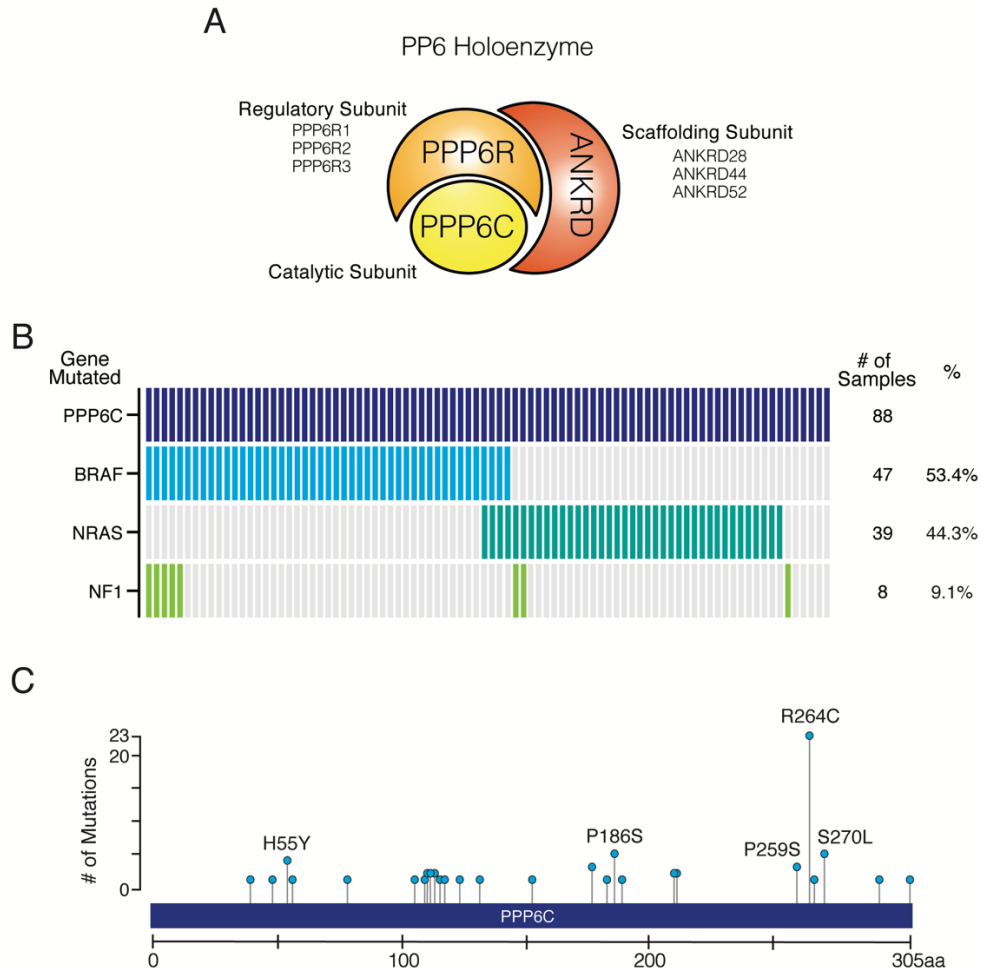 A
PP6 Holoenzyme
Regulatory Subunit
PPP6R1
PPP6R2
PPP6R3
PPP6R
ANKRD
Scaffolding Subunit
ANKRD28
ANKRD44
ANKRD52
PPP6C
Catalytic Subunit
B
Gene
Mutated
# of
Samples
%
PPP6C
88
BRAF
47
53.4%
NRAS
39
44.3%
NF1
8
9.1%
C
# of Mutations
23
20
0
H55Y
P186S
P259S
R264C
S270L
PPP6C
0
100
200
305aa